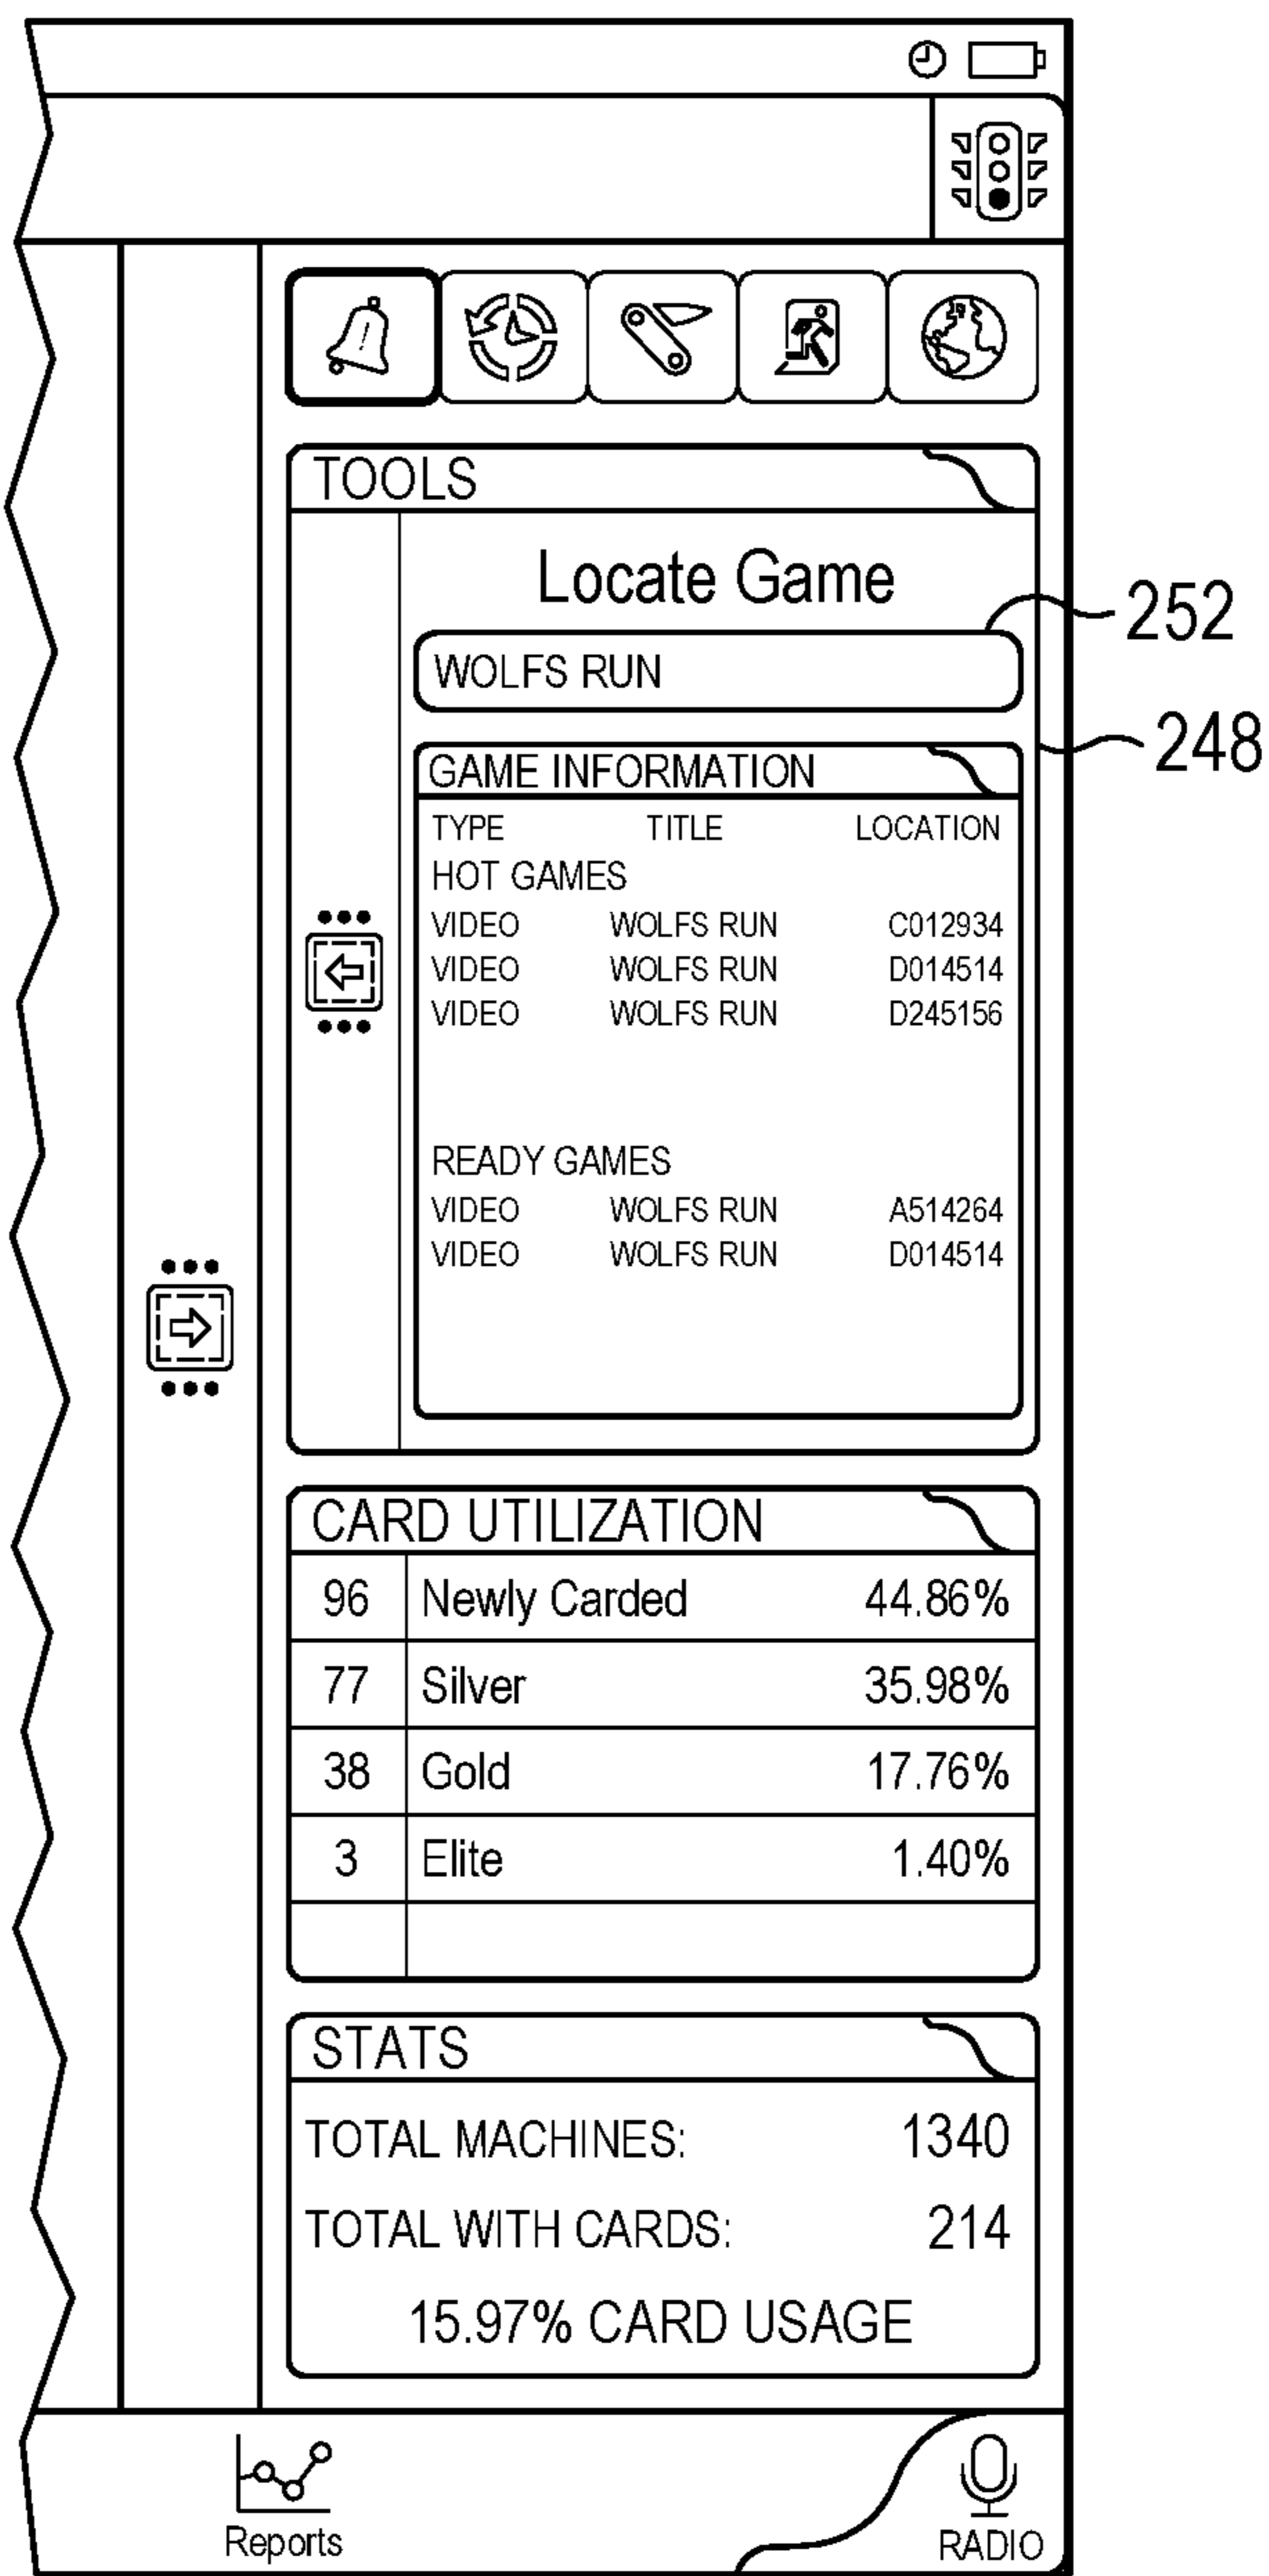 TOOLS
Locate Game
252
WOLFS RUN
248
GAME INFORMATION
TYPE TITLE LOCATION
HOT GAMES
VIDEO WOLFS RUN C012934
VIDEO WOLFS RUN D014514
VIDEO WOLFS RUN D245156
READY GAMES
VIDEO WOLFS RUN A514264
VIDEO WOLFS RUN D014514
CARD UTILIZATION
96 Newly Carded 44.86%
77 Silver 35.98%
38 Gold 17.76%
3 Elite 1.40%
STATS
TOTAL MACHINES: 1340
TOTAL WITH CARDS: 214
15.97% CARD USAGE
Reports
RADIO